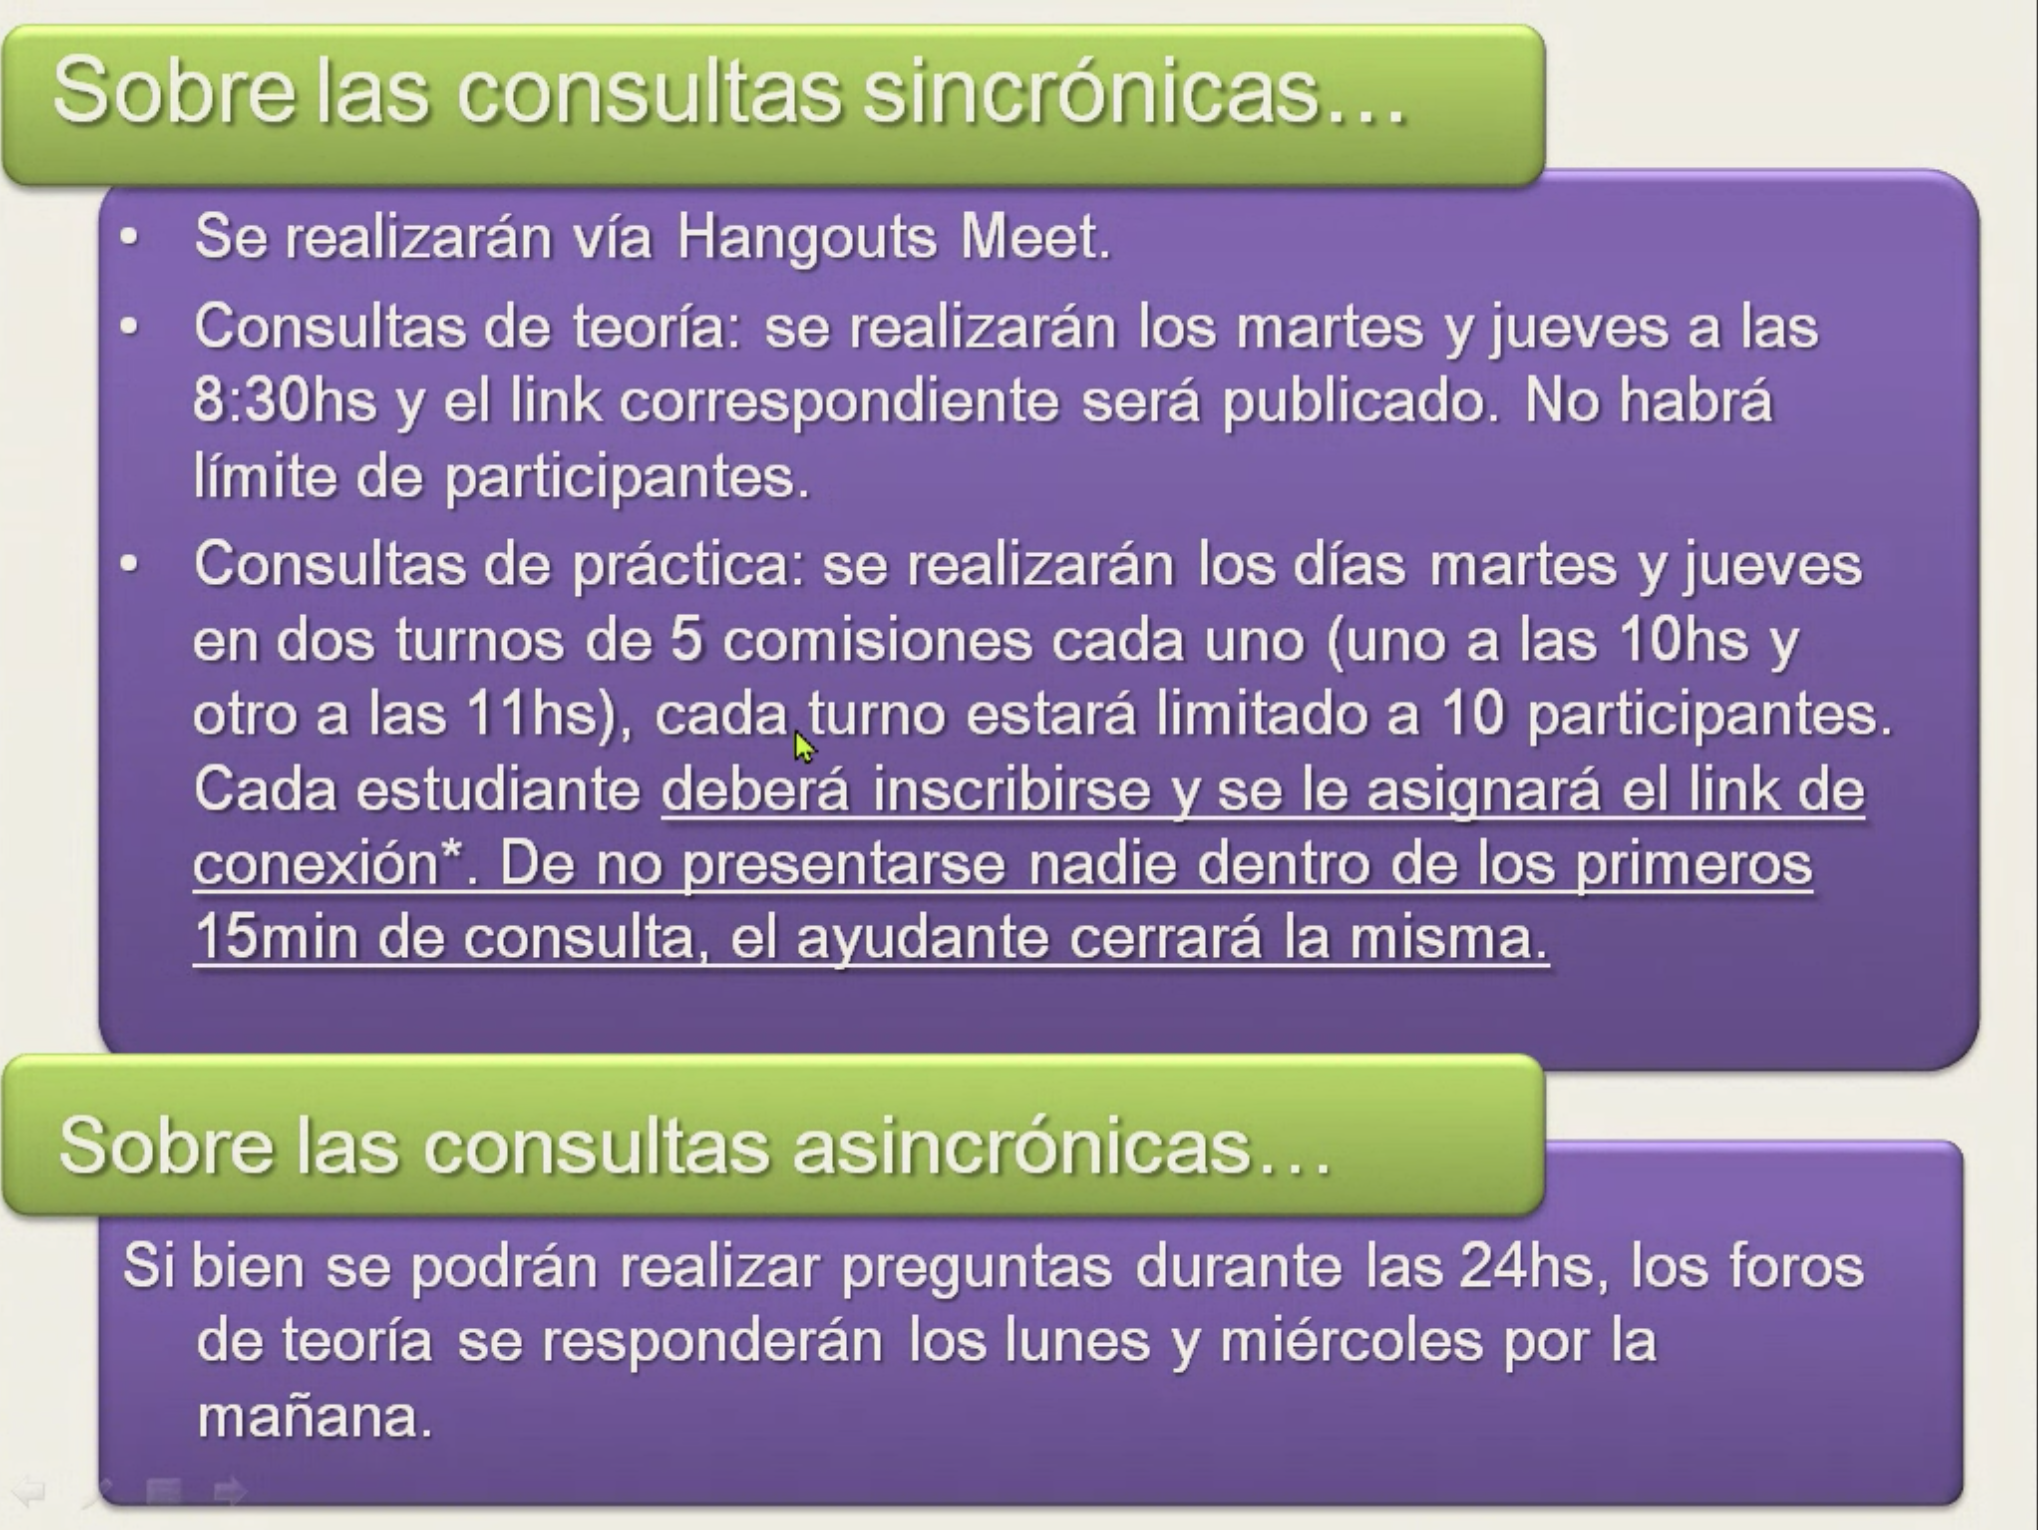 Sobre las consultas sincrónicas...
• Se realizarán vía Hangouts Meet.
• Consultas de teoría: se realizarán los martes y jueves a las
8:30hs y el link correspondiente será publicado. No habrá
límite de participantes.
• Consultas de práctica: se realizarán los días martes y jueves
en dos turnos de 5 comisiones cada uno (uno a las 10hs y
otro a las 11hs), cada turno estará limitado a 10 participantes.
Cada estudiante deberá inscribirse y se le asignará el link de
conexión*. De no presentarse nadie dentro de los primeros
15min de consulta, el ayudante cerrará la misma.
Sobre las consultas asincrónicas...
Si bien se podrán realizar preguntas durante las 24hs, los foros
de teoría se responderán los lunes y miércoles por la
mañana.